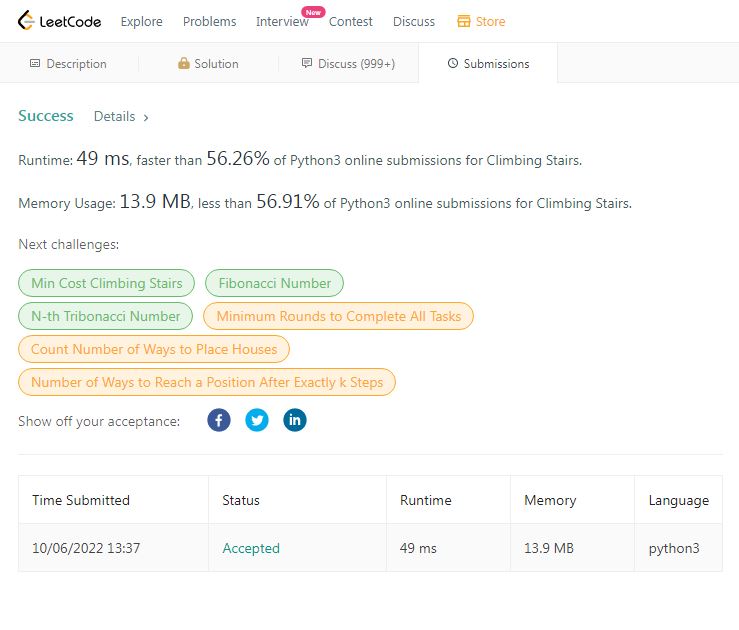 LeetCode Explore Problems Interview New Contest Discuss Store
Description Solution Discuss (999+) Submissions
Success Details ›
Runtime: 49 ms, faster than 56.26% of Python3 online submissions for Climbing Stairs.
Memory Usage: 13.9 MB, less than 56.91% of Python3 online submissions for Climbing Stairs.
Next challenges:
Min Cost Climbing Stairs Fibonacci Number
N-th Tribonacci Number Minimum Rounds to Complete All Tasks
Count Number of Ways to Place Houses
Number of Ways to Reach a Position After Exactly k Steps
Show off your acceptance: f in
Time Submitted Status Runtime Memory Language
10/06/2022 13:37 Accepted 49 ms 13.9 MB python3